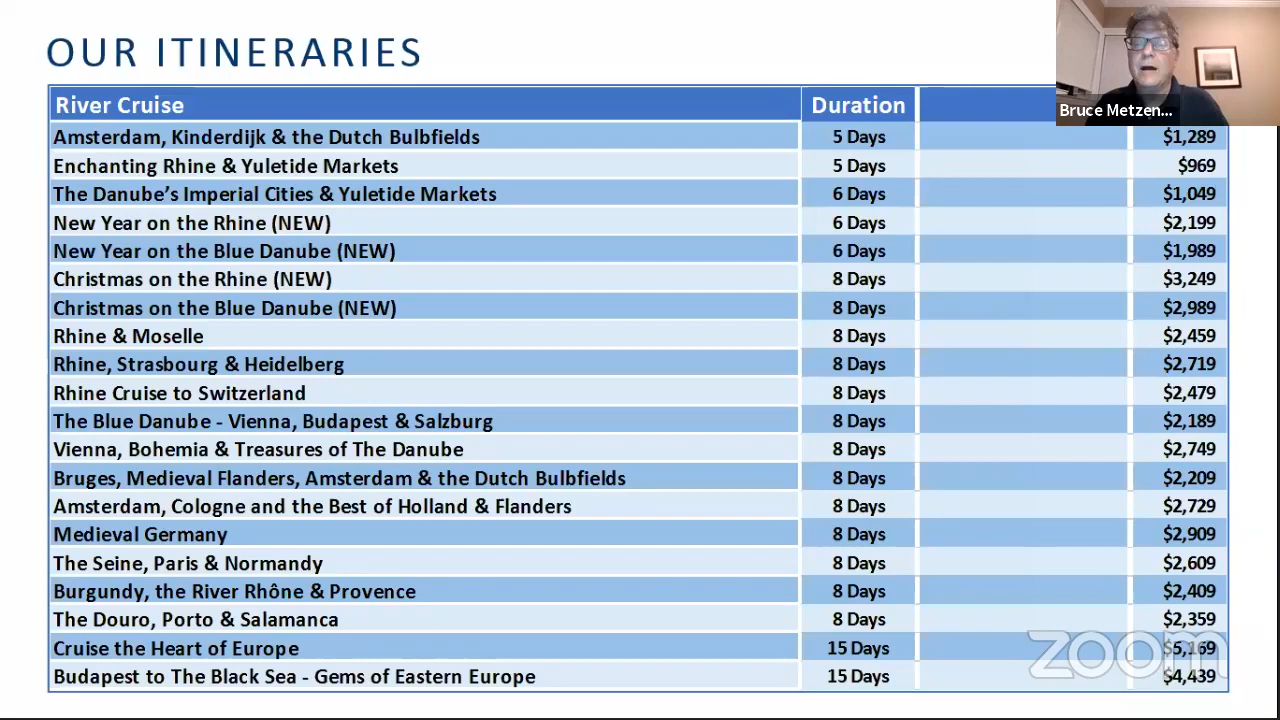 OUR ITINERARIES
River Cruise Duration
Amsterdam, Kinderdijk & the Dutch Bulbfields 5 Days $1,289
Enchanting Rhine & Yuletide Markets 5 Days $969
The Danube's Imperial Cities & Yuletide Markets 6 Days $1,049
New Year on the Rhine (NEW) 6 Days $2,199
New Year on the Blue Danube (NEW) 6 Days $1,989
Christmas on the Rhine (NEW) 8 Days $3,249
Christmas on the Blue Danube (NEW) 8 Days $2,989
Rhine & Moselle 8 Days $2,459
Rhine, Strasbourg & Heidelberg 8 Days $2,719
Rhine Cruise to Switzerland 8 Days $2,479
The Blue Danube - Vienna, Budapest & Salzburg 8 Days $2,189
Vienna, Bohemia & Treasures of The Danube 8 Days $2,749
Bruges, Medieval Flanders, Amsterdam & the Dutch Bulbfields 8 Days $2,209
Amsterdam, Cologne and the Best of Holland & Flanders 8 Days $2,729
Medieval Germany 8 Days $2,909
The Seine, Paris & Normandy 8 Days $2,609
Burgundy, the River Rhône & Provence 8 Days $2,409
The Douro, Porto & Salamanca 8 Days $2,359
Cruise the Heart of Europe 15 Days $5,169
Budapest to The Black Sea - Gems of Eastern Europe 15 Days $4,439
Bruce Metzen...
zoom